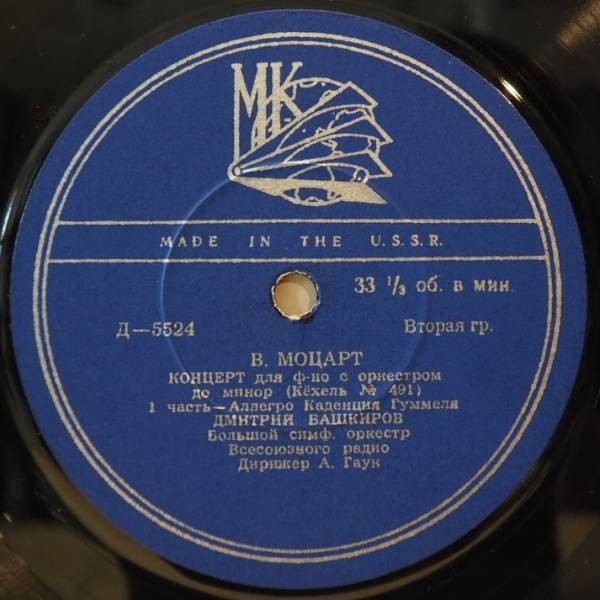 МК
MADE IN THE U.S.S.R.
33 1/3 об. в мин.
Д—5524 Вторая гр.
В. МОЦАРТ
КОНЦЕРТ для ф-но с оркестром
до минор (Кёхель № 491)
1 часть—Аллегро Каденция Гуммеля
ДМИТРИЙ БАШКИРОВ
Большой симф. оркестр
Всесоюзного радио
Дирижер А. Гаук